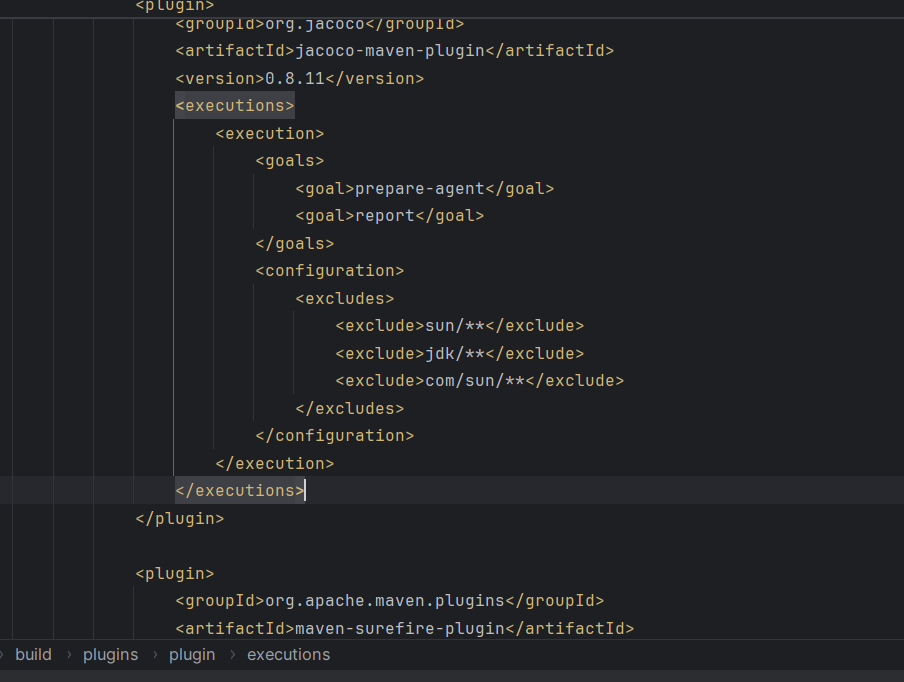 <plugin>
<groupId>org.jacoco</groupId>
<artifactId>jacoco-maven-plugin</artifactId>
<version>0.8.11</version>
<executions>
<execution>
<goals>
<goal>prepare-agent</goal>
<goal>report</goal>
</goals>
<configuration>
<excludes>
<exclude>sun/**</exclude>
<exclude>jdk/**</exclude>
<exclude>com/sun/**</exclude>
</excludes>
</configuration>
</execution>
</executions>
</plugin>
<plugin>
<groupId>org.apache.maven.plugins</groupId>
<artifactId>maven-surefire-plugin</artifactId>
build › plugins › plugin › executions